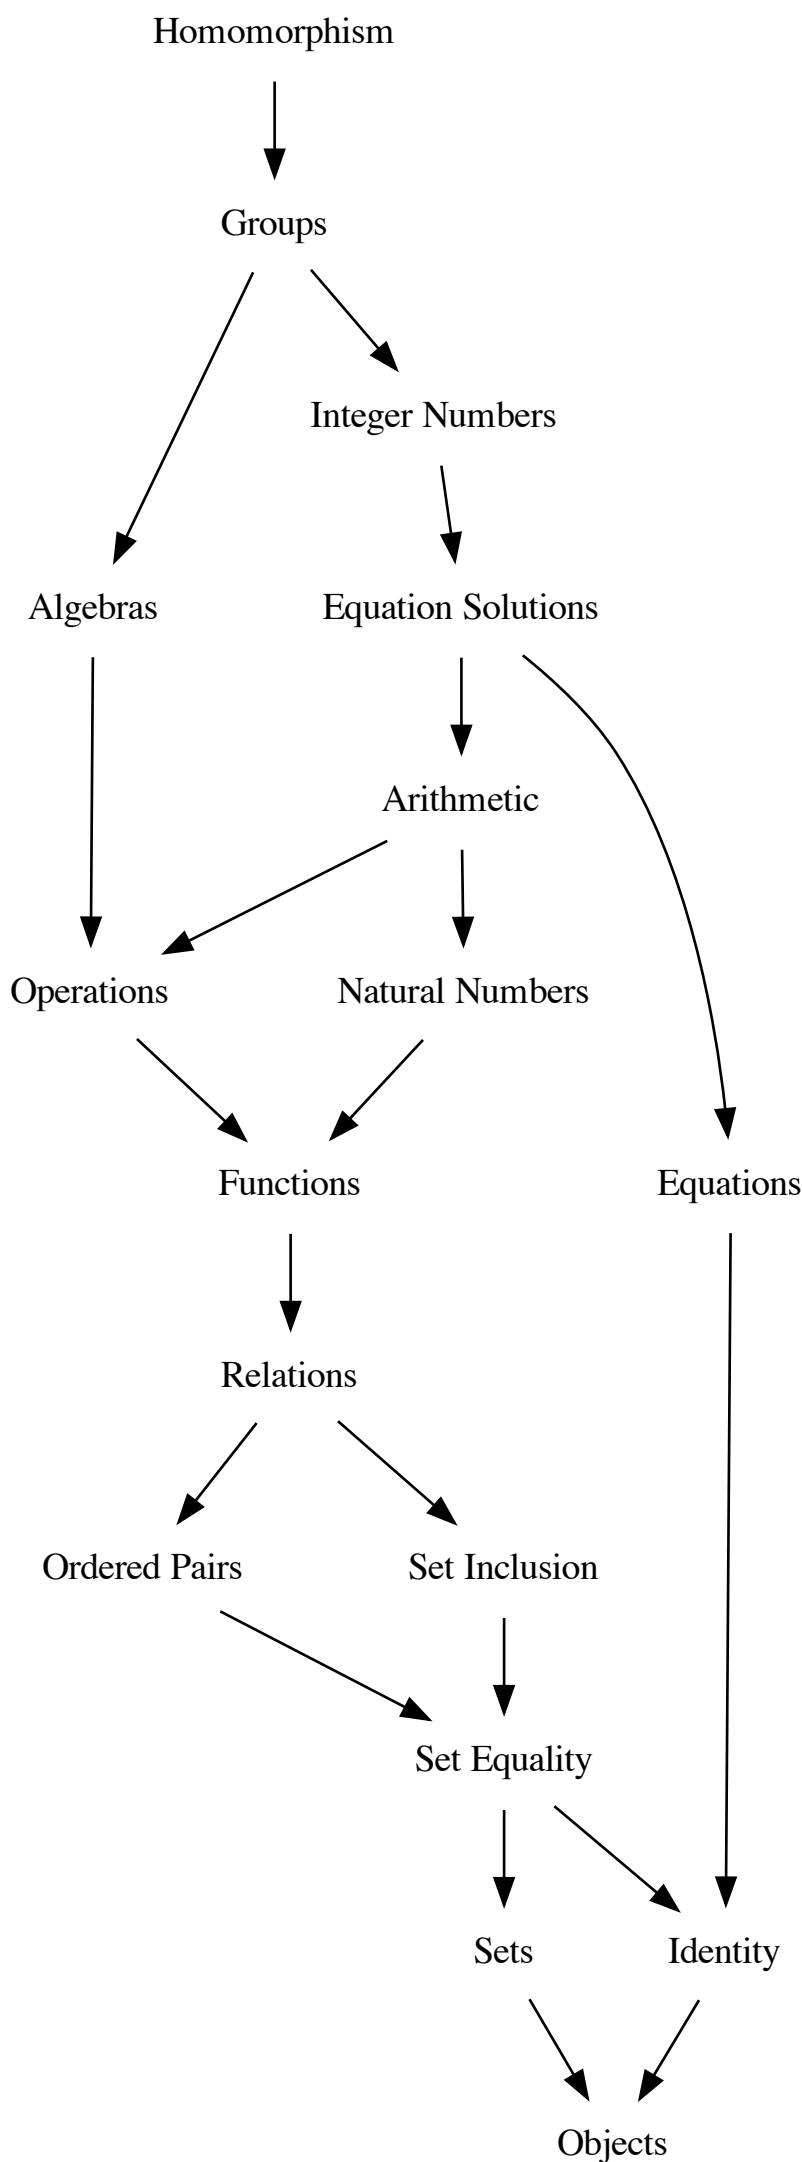 Homomorphism
Groups
Integer Numbers
Algebras
Equation Solutions
Arithmetic
Operations
Natural Numbers
Functions
Equations
Relations
Ordered Pairs
Set Inclusion
Set Equality
Sets
Identity
Objects